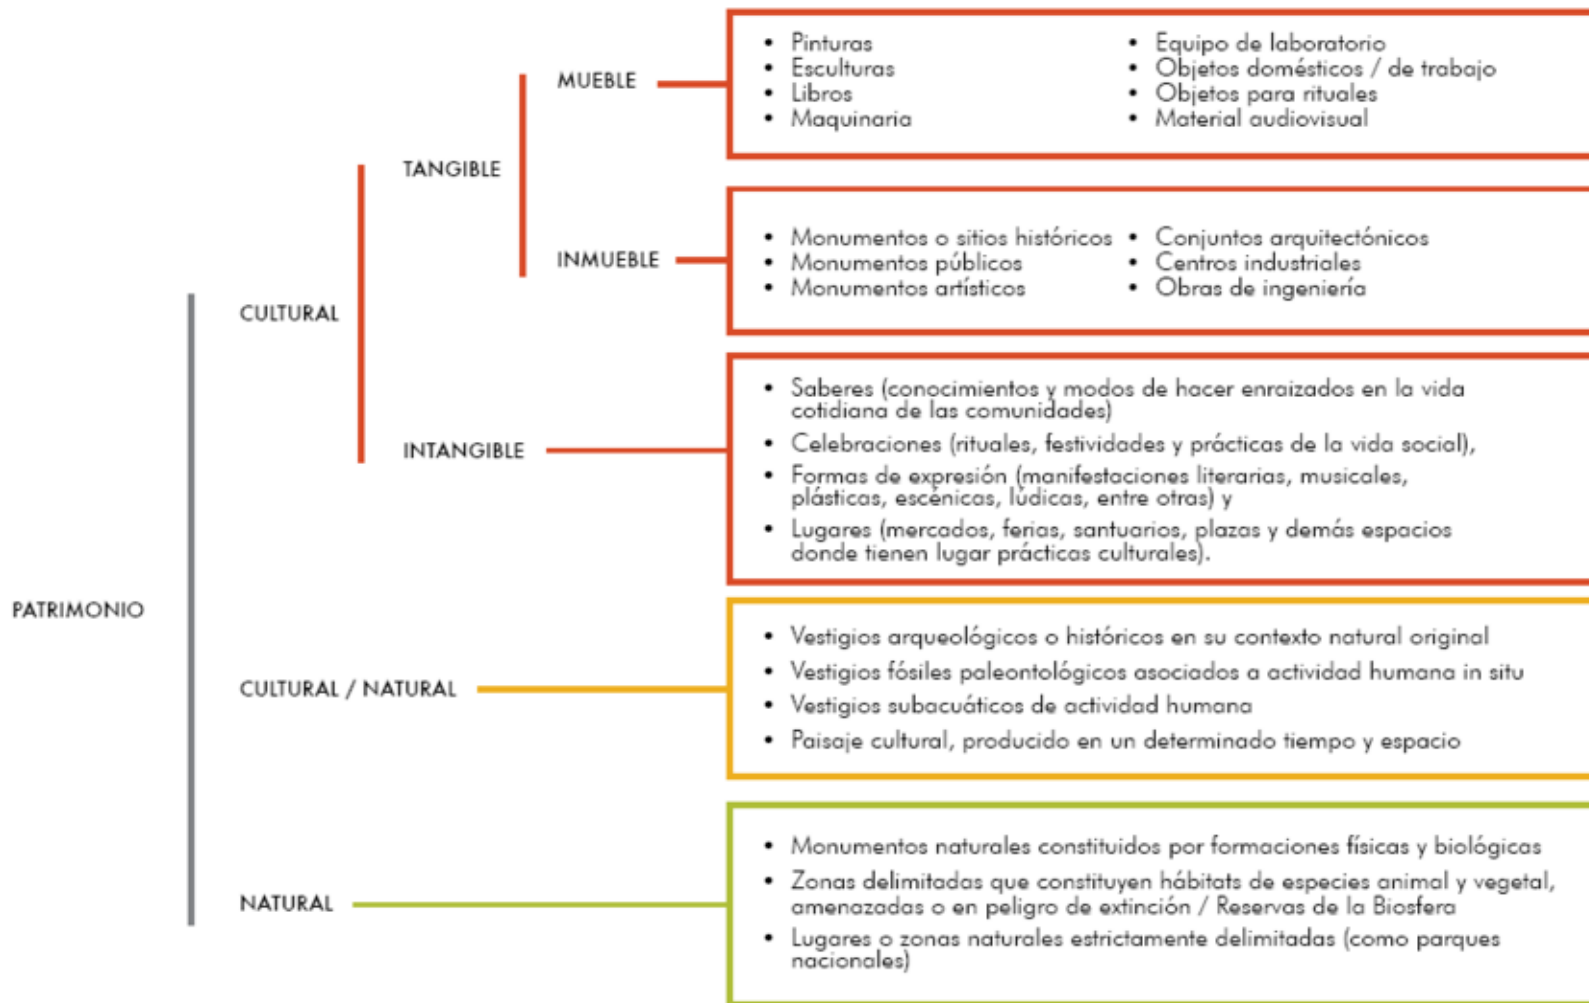 PATRIMONIO
CULTURAL
TANGIBLE
MUEBLE
• Pinturas
• Esculturas
• Libros
• Maquinaria
• Equipo de laboratorio
• Objetos domésticos / de trabajo
• Objetos para rituales
• Material audiovisual
INMUEBLE
• Monumentos o sitios históricos
• Monumentos públicos
• Monumentos artísticos
• Conjuntos arquitectónicos
• Centros industriales
• Obras de ingeniería
INTANGIBLE
• Saberes (conocimientos y modos de hacer enraizados en la vida
cotidiana de las comunidades)
• Celebraciones (rituales, festividades y prácticas de la vida social),
• Formas de expresión (manifestaciones literarias, musicales,
plásticas, escénicas, lúdicas, entre otras) y
• Lugares (mercados, ferias, santuarios, plazas y demás espacios
donde tienen lugar prácticas culturales).
CULTURAL / NATURAL
• Vestigios arqueológicos o históricos en su contexto natural original
• Vestigios fósiles paleontológicos asociados a actividad humana in situ
• Vestigios subacuáticos de actividad humana
• Paisaje cultural, producido en un determinado tiempo y espacio
NATURAL
• Monumentos naturales constituidos por formaciones físicas y biológicas
• Zonas delimitadas que constituyen hábitats de especies animal y vegetal,
amenazadas o en peligro de extinción / Reservas de la Biosfera
• Lugares o zonas naturales estrictamente delimitadas (como parques
nacionales)